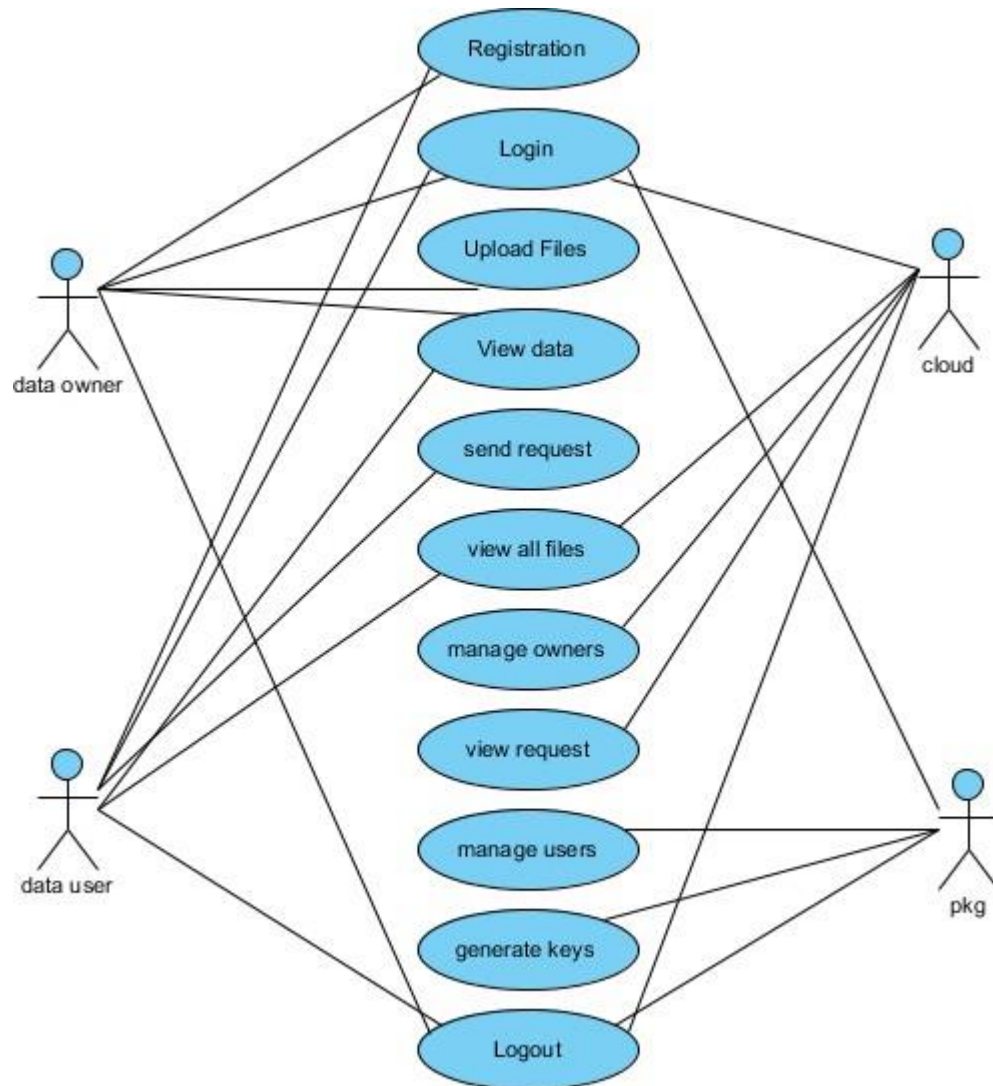 Registration
Login
Upload Files
View data
data owner
cloud
send request
view all files
manage owners
view request
manage users
data user
pkg
generate keys
Logout